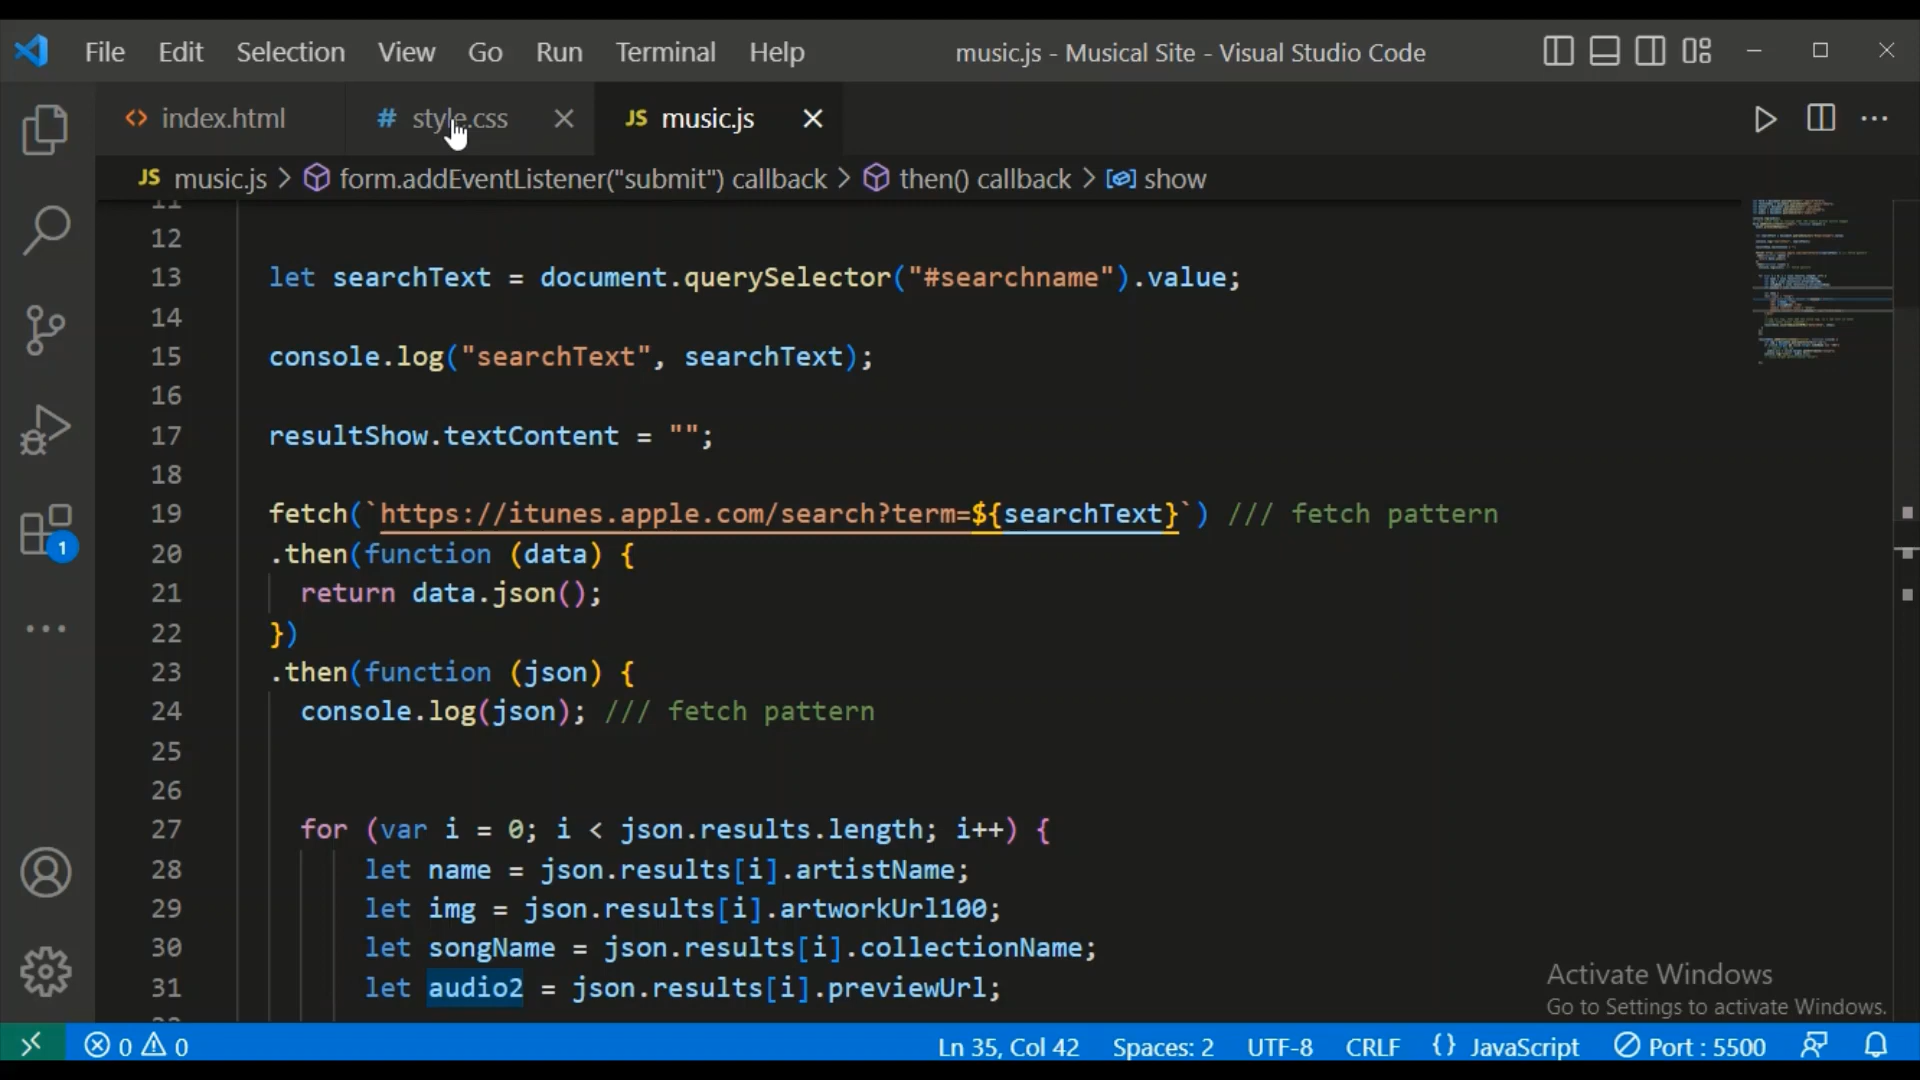 File Edit Selection View Go Run Terminal Help music.js - Musical Site - Visual Studio Code
index.html # style.css JS music.js
JS music.js > form.addEventListener("submit") callback > then() callback > show
11
12
13 let searchText = document.querySelector("#searchname").value;
14
15 console.log("searchText", searchText);
16
17 resultShow.textContent = "";
18
19 fetch(`https://itunes.apple.com/search?term=${searchText}`) /// fetch pattern
20 .then(function (data) {
21 return data.json();
22 })
23 .then(function (json) {
24 console.log(json); /// fetch pattern
25
26
27 for (var i = 0; i < json.results.length; i++) {
28 let name = json.results[i].artistName;
29 let img = json.results[i].artworkUrl100;
30 let songName = json.results[i].collectionName;
31 let audio2 = json.results[i].previewUrl;
1
Activate Windows
Go to Settings to activate Windows.
0 0 Ln 35, Col 42 Spaces: 2 UTF-8 CRLF {} JavaScript Port : 5500